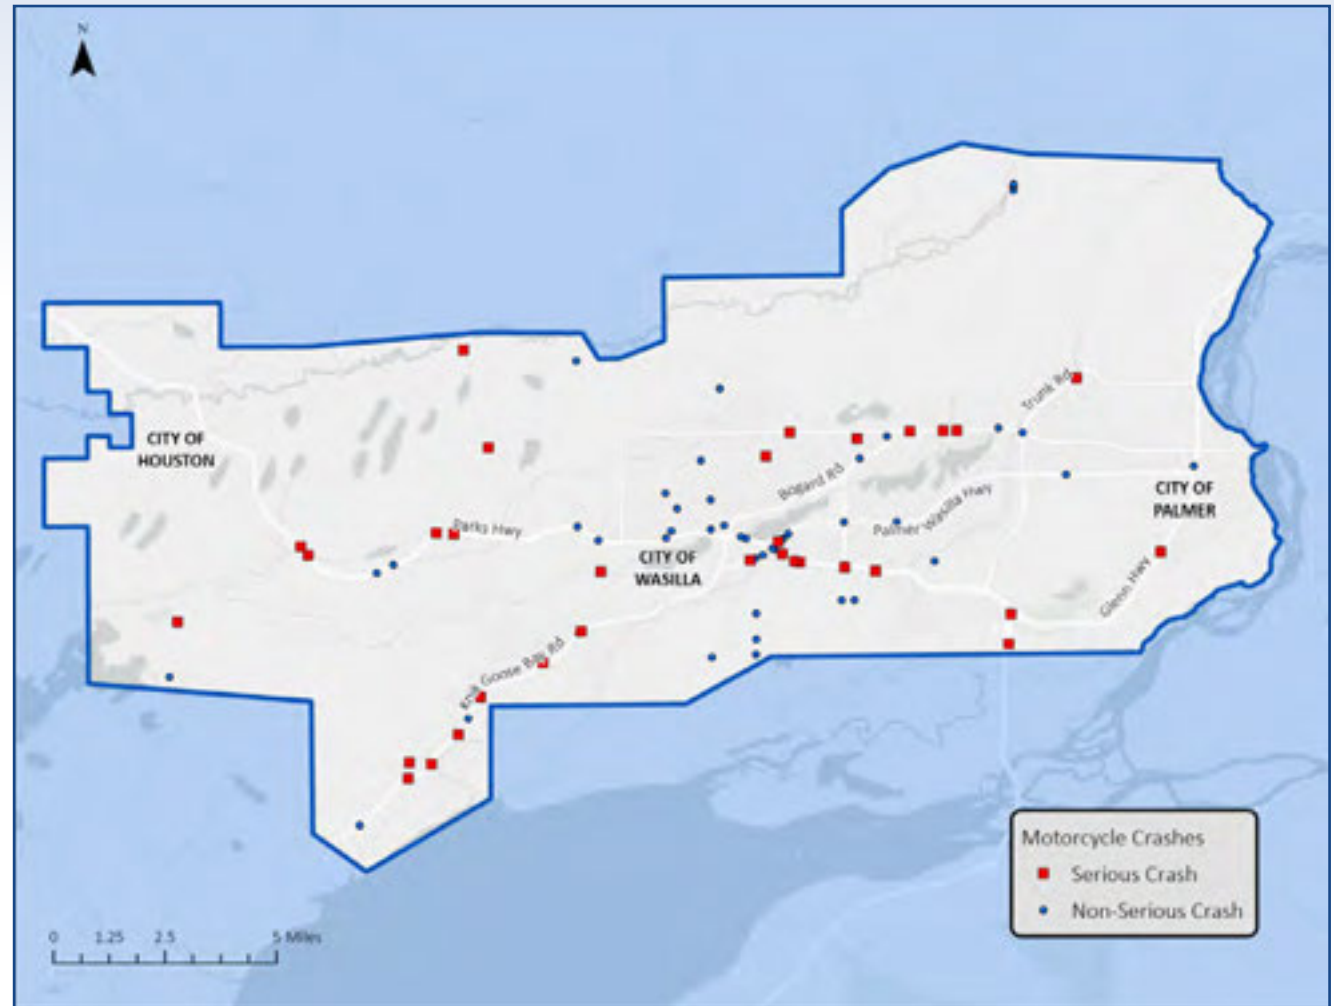 N
Trunk Rd
CITY OF
HOUSTON
Bogard Rd
CITY OF
PALMER
Parks Hwy
Palmer Wasilla Hwy
CITY OF
WASILLA
Glenn Hwy
Knik Goose Bay Rd
Motorcycle Crashes
Serious Crash
Non-Serious Crash
0 1.25 2.5 5 Miles